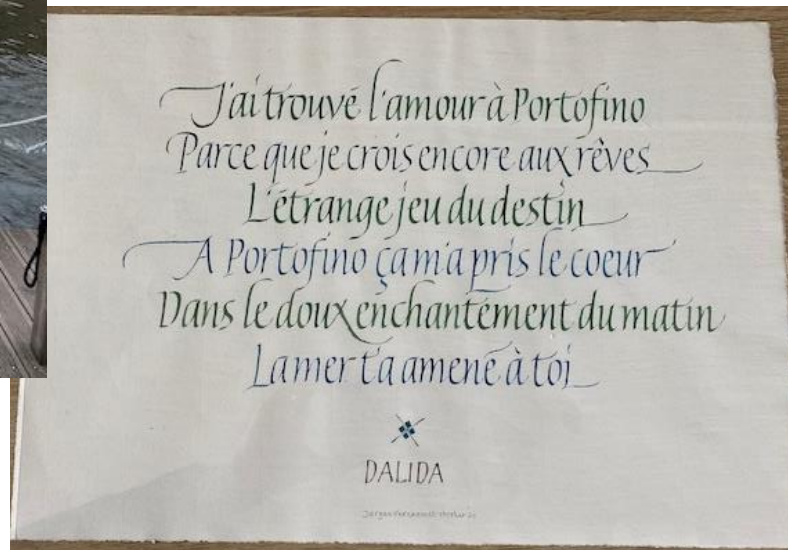 J'ai trouvé l'amour à Portofino
Parce que je crois encore aux rêves
L'étrange jeu du destin
A Portofino ça m'a pris le coeur
Dans le doux enchantement du matin
La mer t'a amené à toi
DALIDA